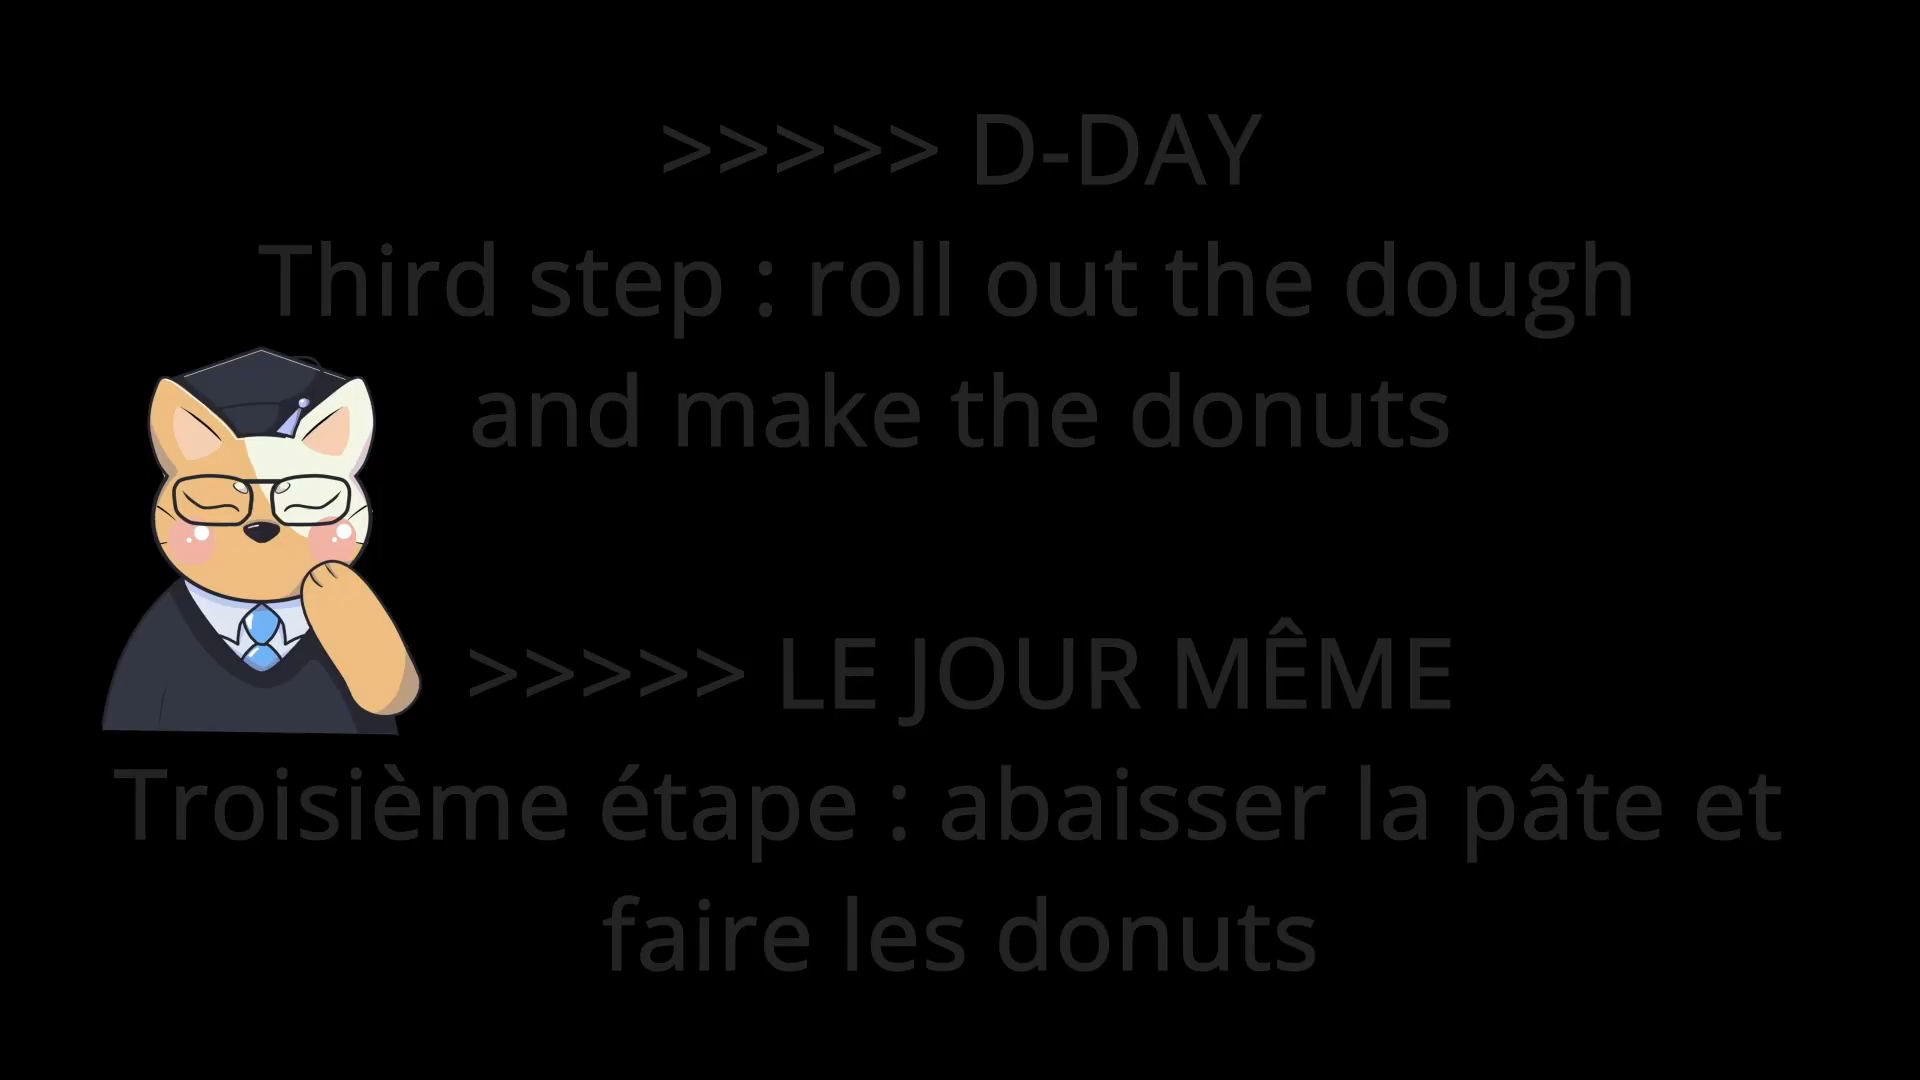 >>>>> D-DAY
Third step : roll out the dough
and make the donuts
>>>>> LE JOUR MÊME
Troisième étape : abaisser la pâte et
faire les donuts